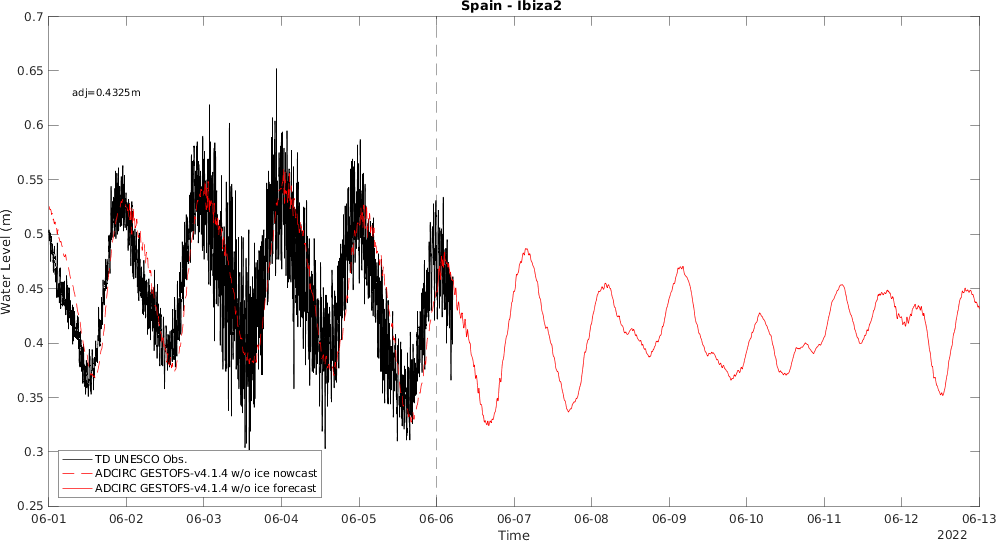 Spain - Ibiza2
0.7
0.65
0.6
0.55
0.5
0.45
0.4
0.35
0.3
0.25
Water Level (m)
adj=0.4325m
TD UNESCO Obs.
ADCIRC GESTOFS-v4.1.4 w/o ice nowcast
ADCIRC GESTOFS-v4.1.4 w/o ice forecast
06-01 06-02 06-03 06-04 06-05 06-06 06-07 06-08 06-09 06-10 06-11 06-12 06-13
Time
2022